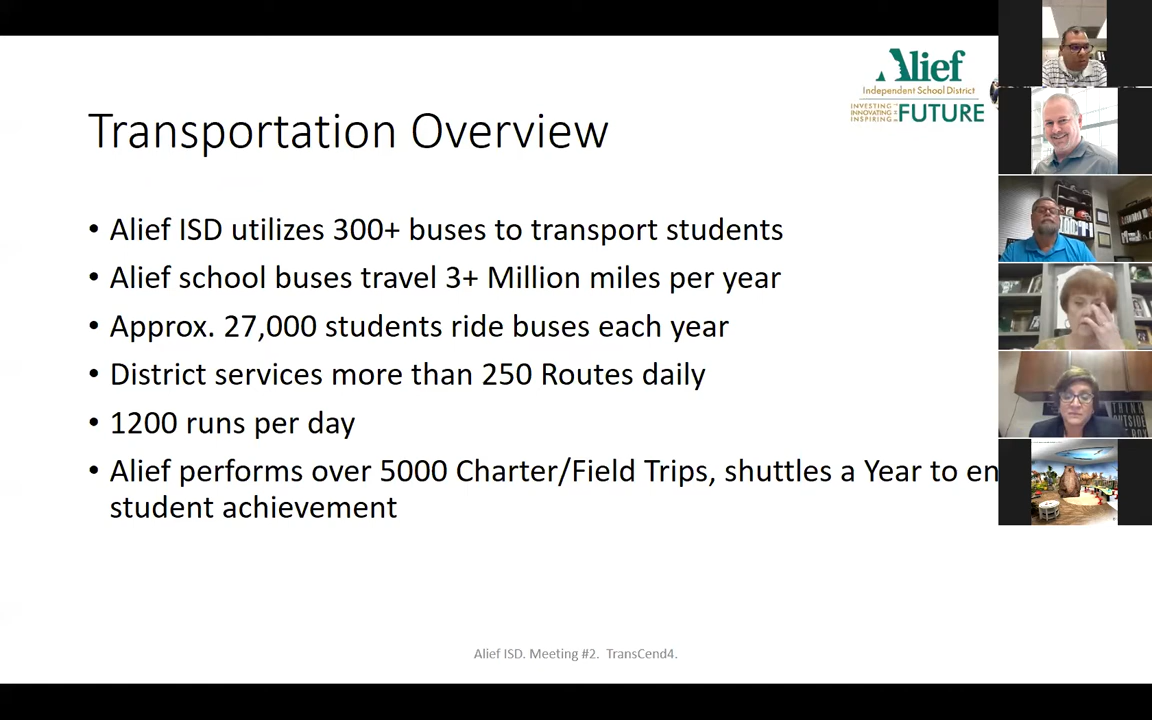 Alief
Independent School District
INVESTING
INNOVATING
INSPIRING
FUTURE
Transportation Overview
• Alief ISD utilizes 300+ buses to transport students
• Alief school buses travel 3+ Million miles per year
• Approx. 27,000 students ride buses each year
• District services more than 250 Routes daily
• 1200 runs per day
• Alief performs over 5000 Charter/Field Trips, shuttles a Year to en
student achievement
THINK
OUTSIDE
BOX
Alief ISD. Meeting #2. TransCend4.